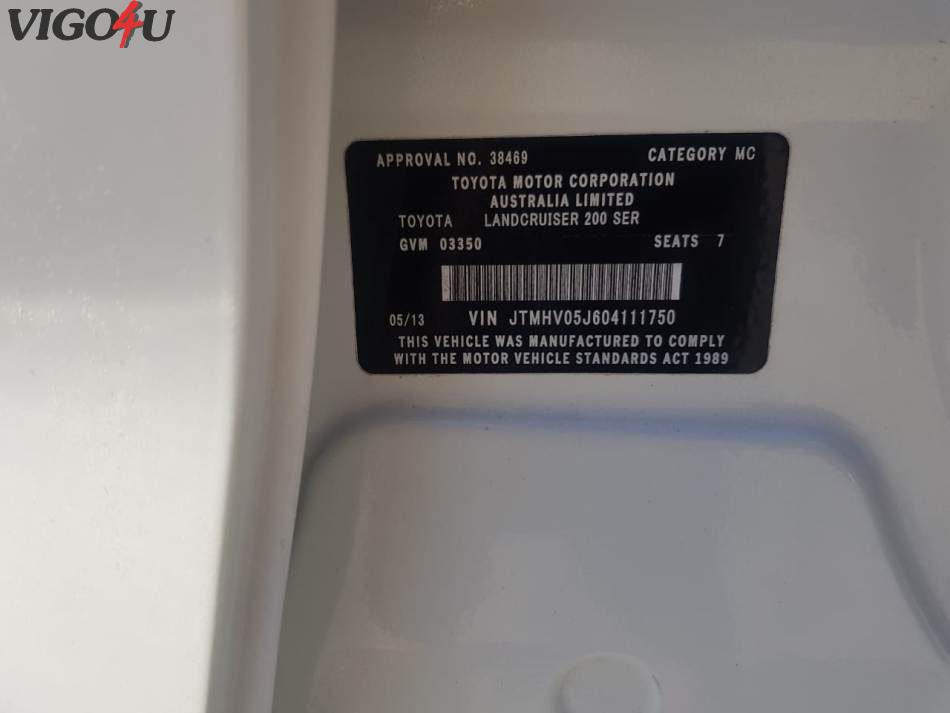 VIGO4U
APPROVAL NO. 38469 CATEGORY MC
TOYOTA MOTOR CORPORATION
AUSTRALIA LIMITED
TOYOTA LANDCRUISER 200 SER
GVM 03350 SEATS 7
05/13 VIN JTMHV05J604111750
THIS VEHICLE WAS MANUFACTURED TO COMPLY
WITH THE MOTOR VEHICLE STANDARDS ACT 1989